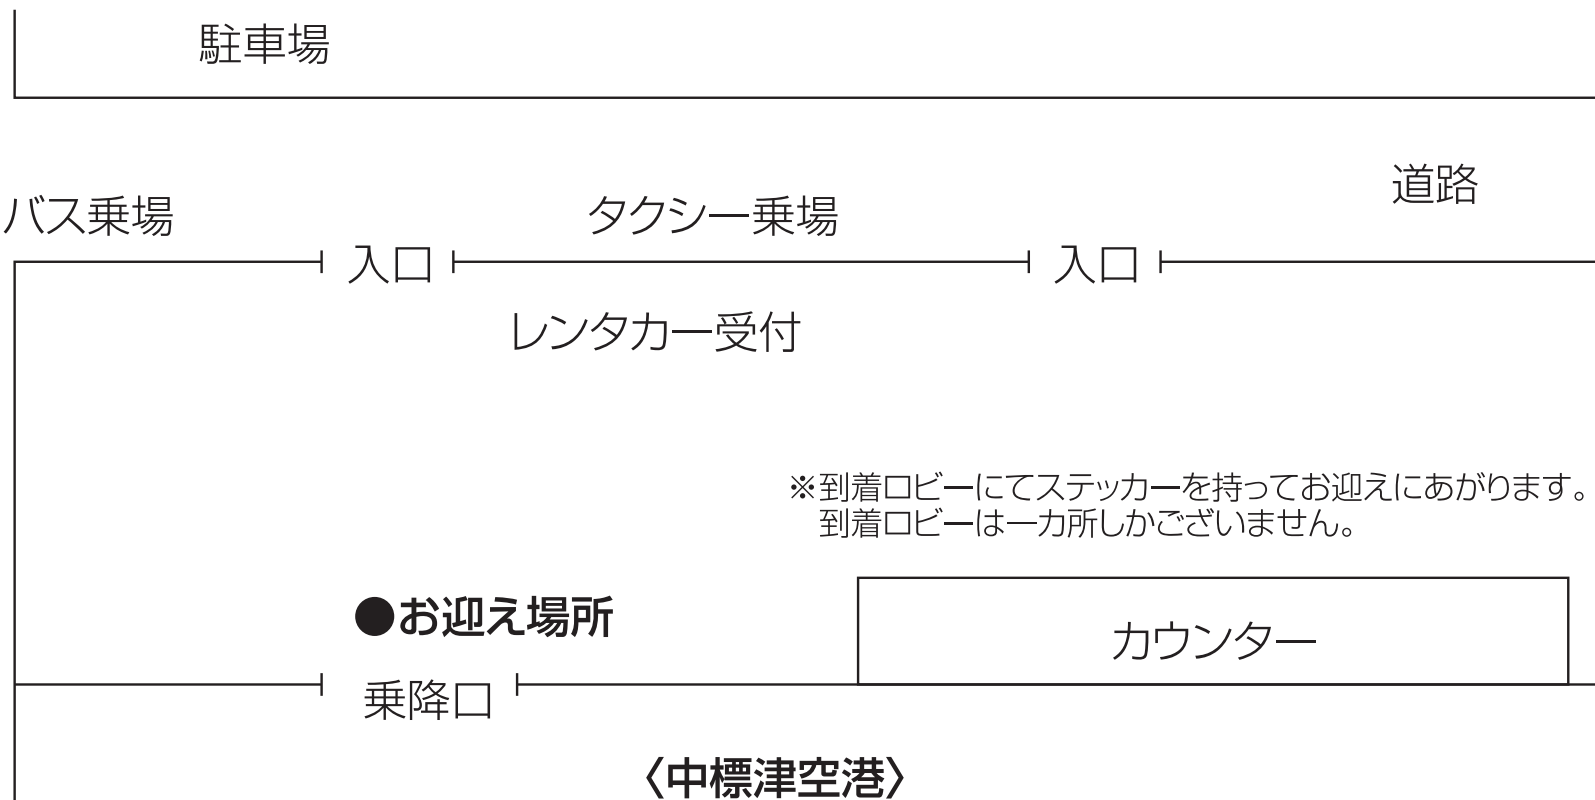 駐車場
道路
バス乗場
タクシー乗場
入口
入口
レンタカー受付
※到着ロビーにてステッカーを持ってお迎えにあがります。
到着ロビーは一カ所しかございません。
●お迎え場所
カウンター
乗降口
〈中標津空港〉